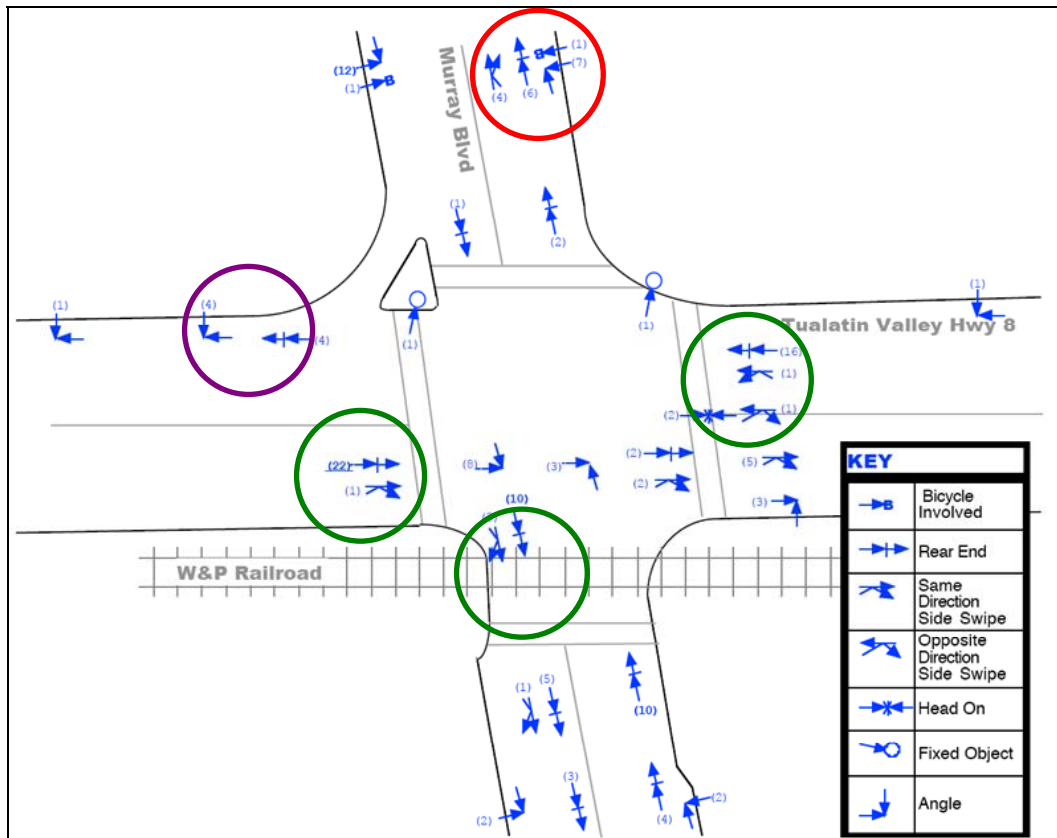 (12)
(1)
Murray Blvd
(4)
(6)
(1)
(7)
(1)
(2)
(1)
(4)
(4)
(1)
(1)
(1)
Tualatin Valley Hwy 8
(16)
(1)
(1)
(2)
(22)
(1)
(8)
(3)
(2)
(2)
(5)
(3)
(10)
W&P Railroad
(1)
(5)
(10)
(2)
(3)
(4)
(2)
KEY
B
Bicycle
Involved
Rear End
Same
Direction
Side Swipe
Opposite
Direction
Side Swipe
Head On
Fixed Object
Angle